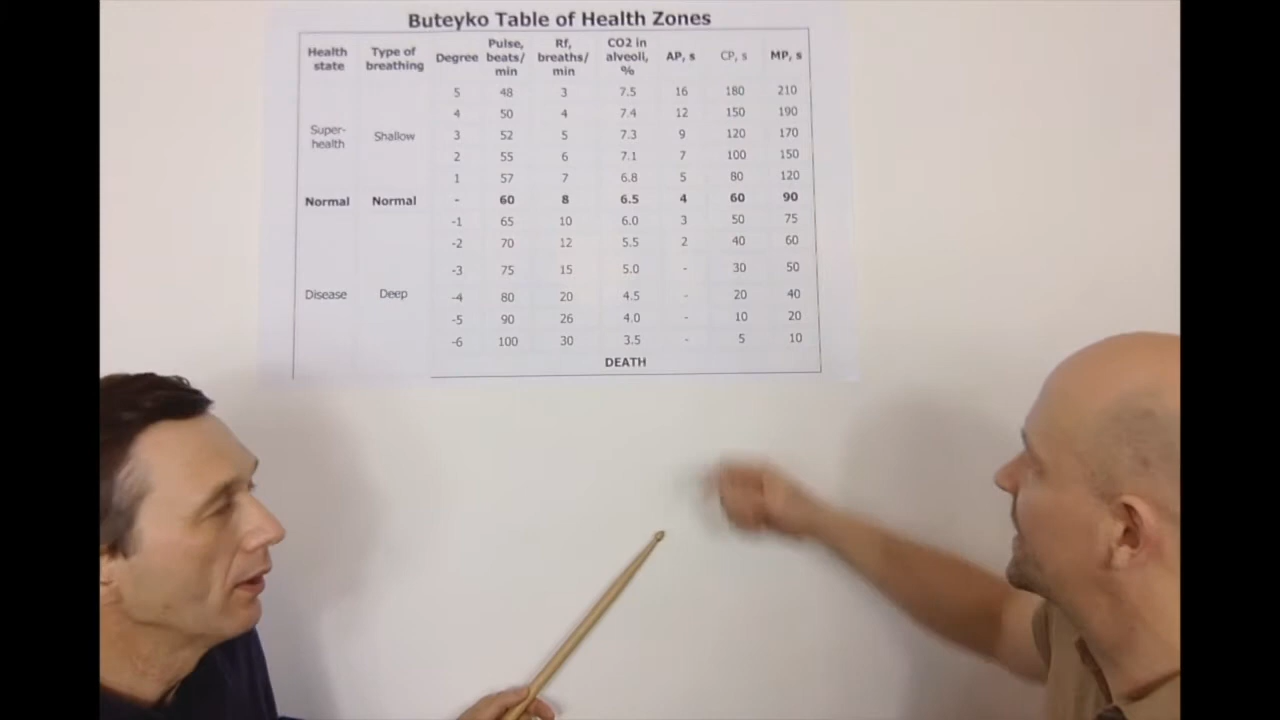 Buteyko Table of Health Zones
Health state Type of breathing Degree Pulse, beats/ min Rf, breaths/ min CO2 in alveoli, % AP, s CP, s MP, s
5 48 3 7.5 16 180 210
4 50 4 7.4 12 150 190
Super-health Shallow 3 52 5 7.3 9 120 170
2 55 6 7.1 7 100 150
1 57 7 6.8 5 80 120
Normal Normal - 60 8 6.5 4 60 90
-1 65 10 6.0 3 50 75
-2 70 12 5.5 2 40 60
-3 75 15 5.0 - 30 50
Disease Deep -4 80 20 4.5 - 20 40
-5 90 26 4.0 - 10 20
-6 100 30 3.5 - 5 10
DEATH